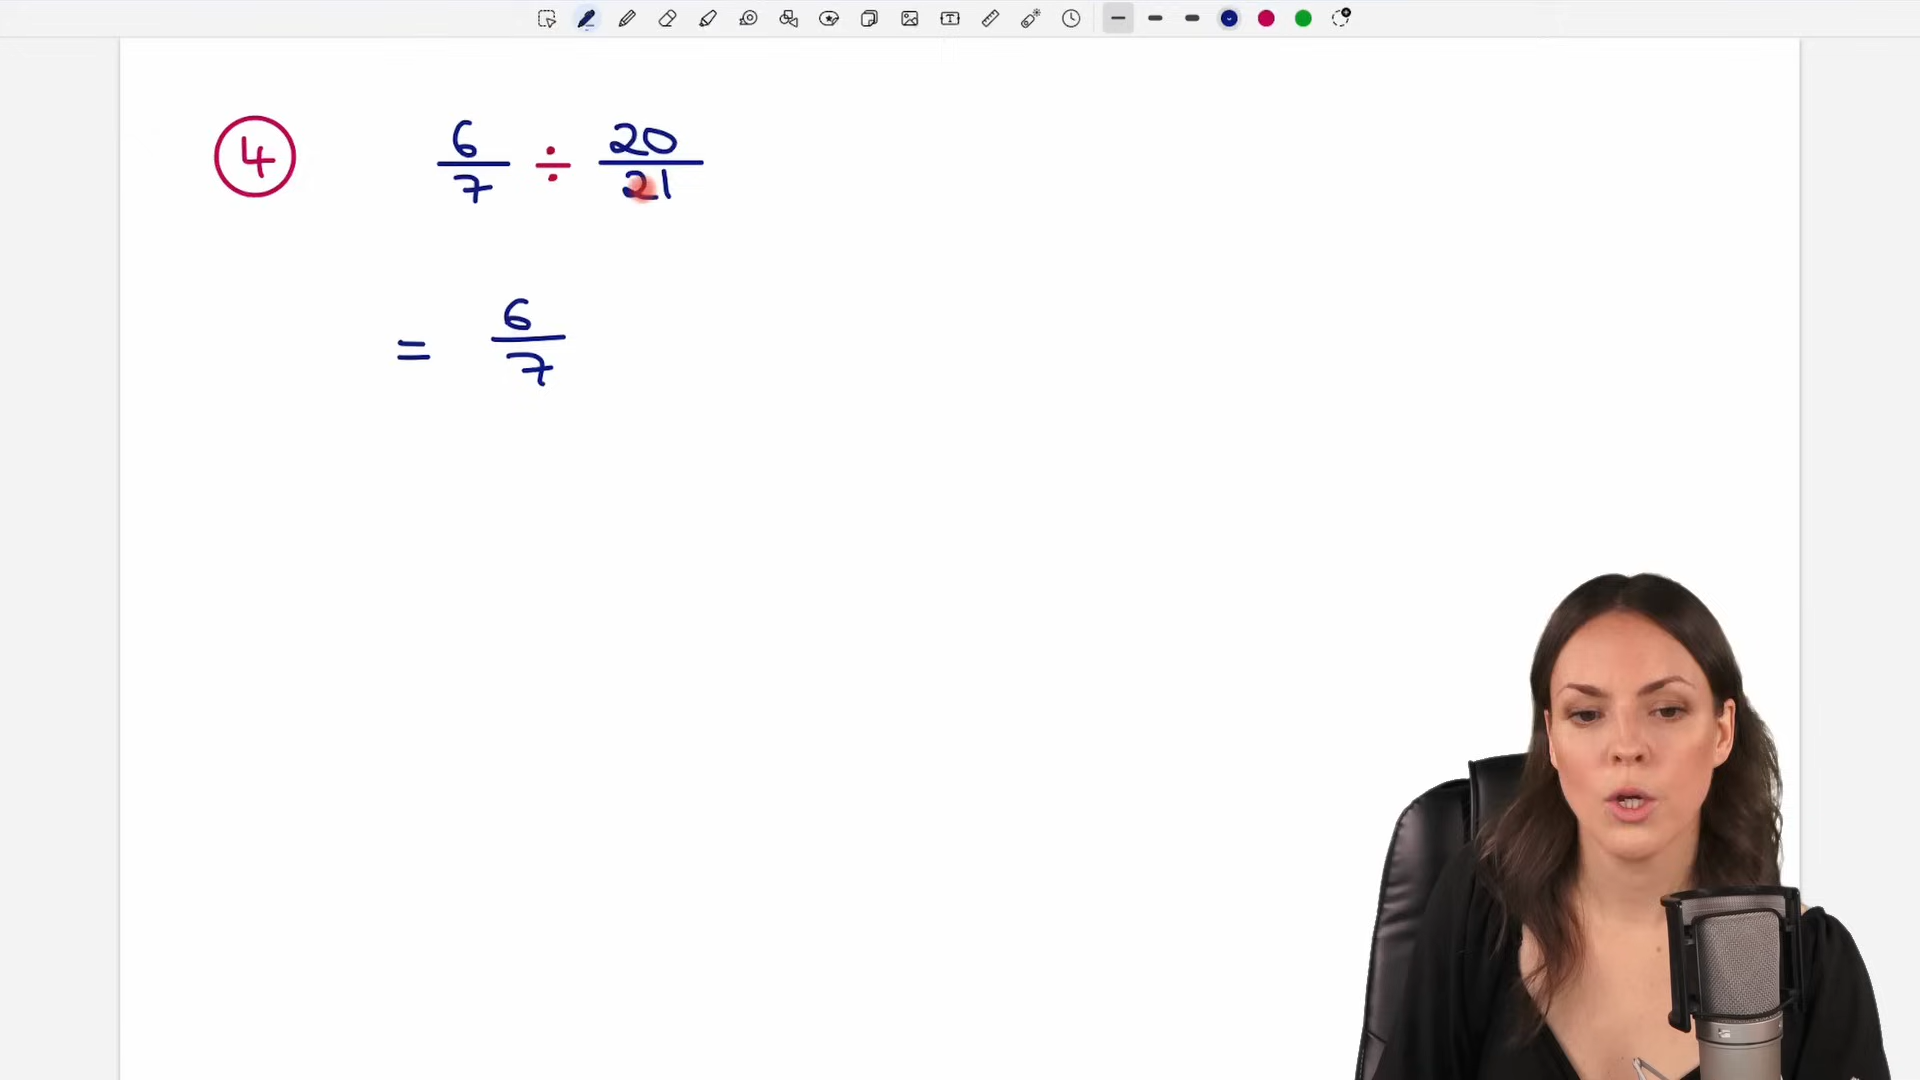 ④ 6/7 ÷ 20/21
= 6/7